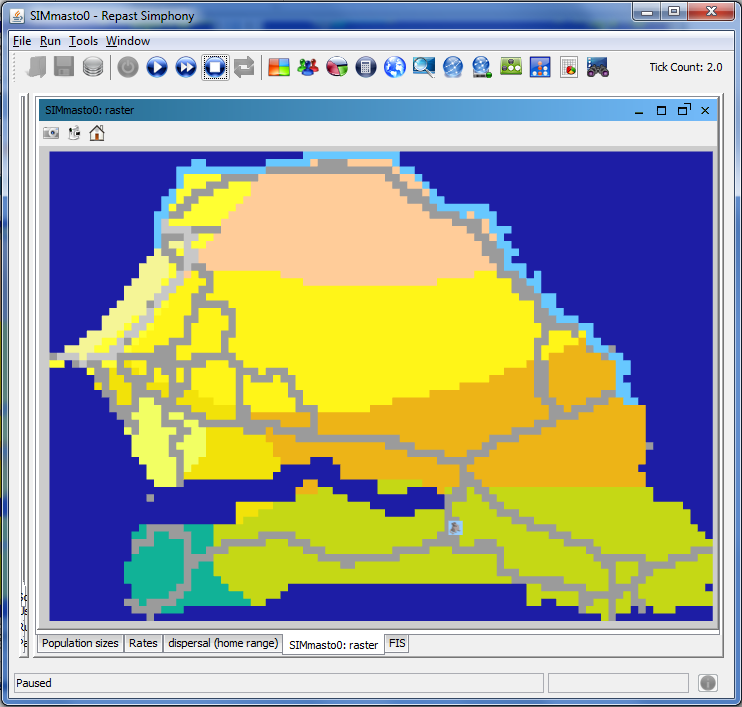 SIMmasto0 - Repast Simphony
File Run Tools Window
Tick Count: 2.0
SIMmasto0: raster
Population sizes Rates dispersal (home range) SIMmasto0: raster FIS
Paused